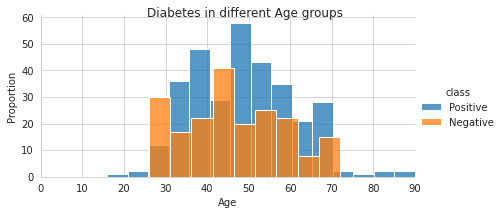 Diabetes in different Age groups
60
50
40
30
20
10
0
Proportion
0 10 20 30 40 50 60 70 80 90
Age
class
Positive
Negative